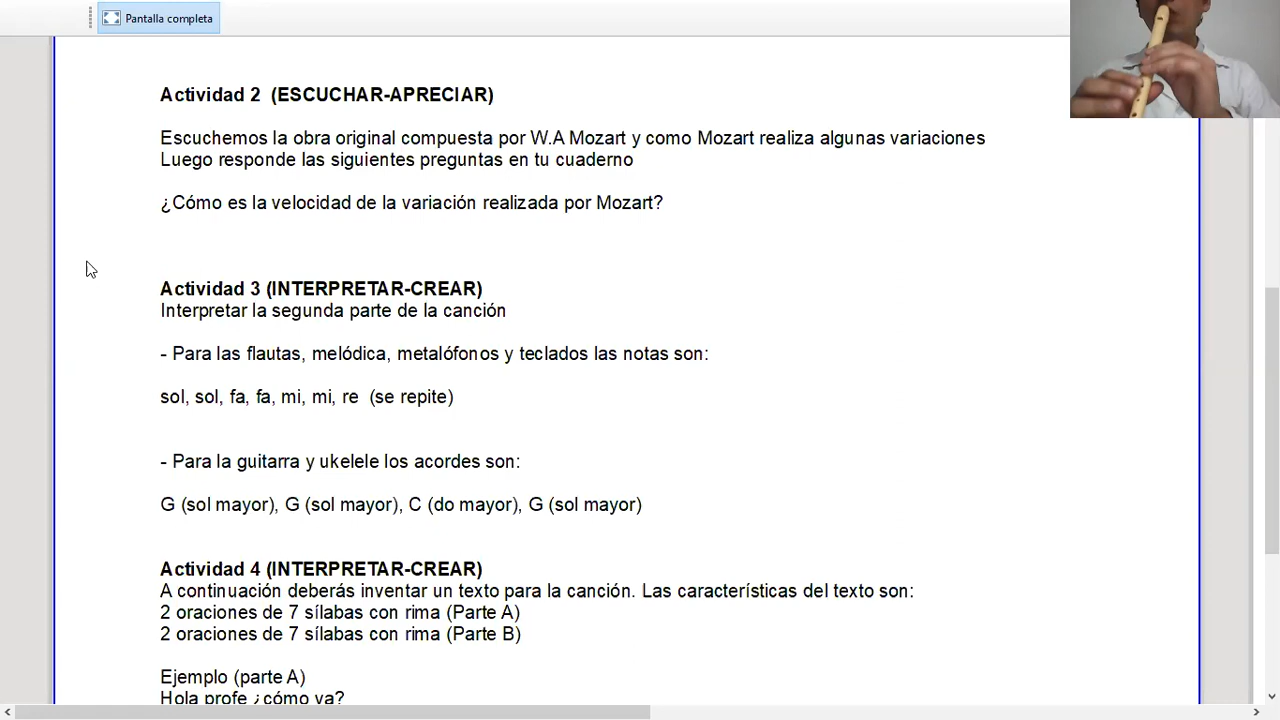 Pantalla completa
Actividad 2 (ESCUCHAR-APRECIAR)
Escuchemos la obra original compuesta por W.A Mozart y como Mozart realiza algunas variaciones
Luego responde las siguientes preguntas en tu cuaderno
¿Cómo es la velocidad de la variación realizada por Mozart?
Actividad 3 (INTERPRETAR-CREAR)
Interpretar la segunda parte de la canción
- Para las flautas, melódica, metalófonos y teclados las notas son:
sol, sol, fa, fa, mi, mi, re (se repite)
- Para la guitarra y ukelele los acordes son:
G (sol mayor), G (sol mayor), C (do mayor), G (sol mayor)
Actividad 4 (INTERPRETAR-CREAR)
A continuación deberás inventar un texto para la canción. Las características del texto son:
2 oraciones de 7 sílabas con rima (Parte A)
2 oraciones de 7 sílabas con rima (Parte B)
Ejemplo (parte A)
Hola profe ¿cómo va?